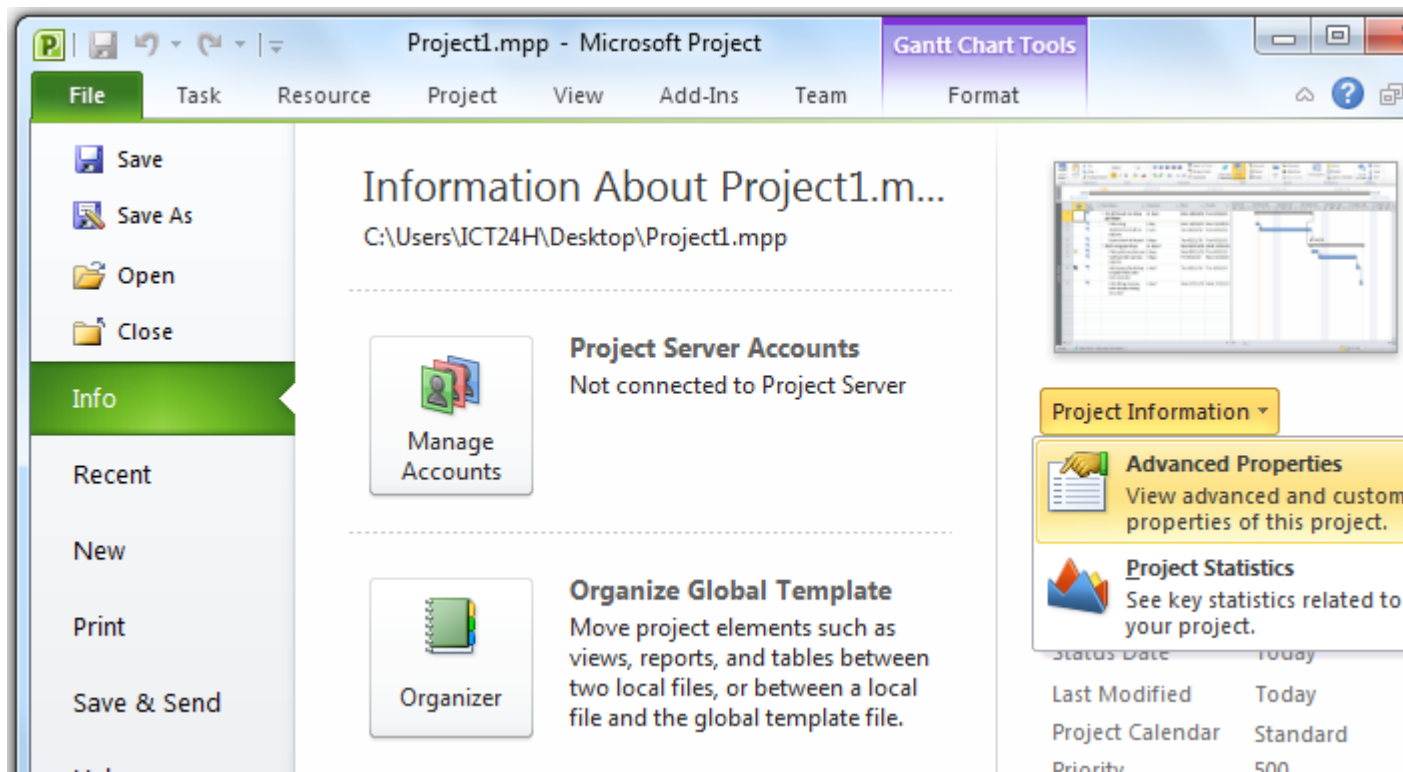 Project1.mpp - Microsoft Project
Gantt Chart Tools
File Task Resource Project View Add-Ins Team Format
Save
Save As
Open
Close
Info
Recent
New
Print
Save & Send
Information About Project1.m...
C:\Users\ICT24H\Desktop\Project1.mpp
Manage
Accounts
Project Server Accounts
Not connected to Project Server
Organizer
Organize Global Template
Move project elements such as
views, reports, and tables between
two local files, or between a local
file and the global template file.
Project Information
Advanced Properties
View advanced and custom
properties of this project.
Project Statistics
See key statistics related to
your project.
Status Date Today
Last Modified Today
Project Calendar Standard
Priority 500